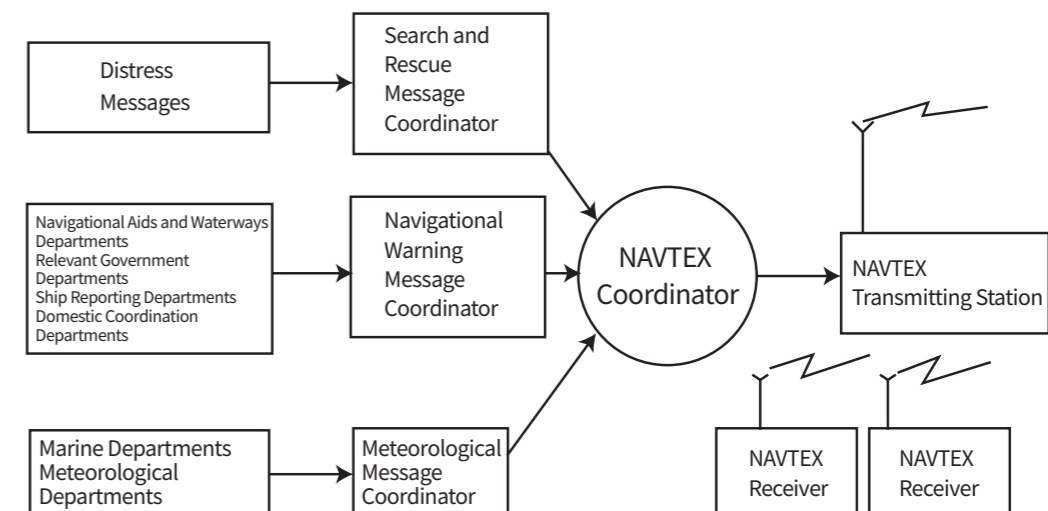 Distress
Messages
Search and
Rescue
Message
Coordinator
Navigational Aids and Waterways
Departments
Relevant Government
Departments
Ship Reporting Departments
Domestic Coordination
Departments
Navigational
Warning
Message
Coordinator
NAVTEX
Coordinator
NAVTEX
Transmitting Station
Marine Departments
Meteorological
Departments
Meteorological
Message
Coordinator
NAVTEX
Receiver
NAVTEX
Receiver